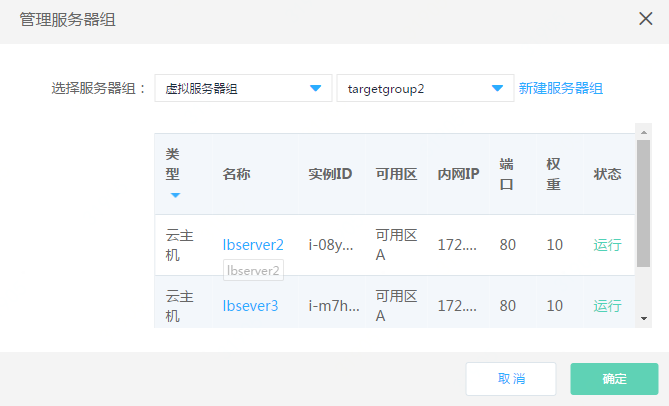 管理服务器组
选择服务器组： 虚拟服务器组 targetgroup2 新建服务器组
类型 名称 实例ID 可用区 内网IP 端口 权重 状态
云主机 lbserver2 i-08y... 可用区A 172.... 80 10 运行
lbserver2
云主机 lbsever3 i-m7h... 可用区A 172.... 80 10 运行
取消 确定